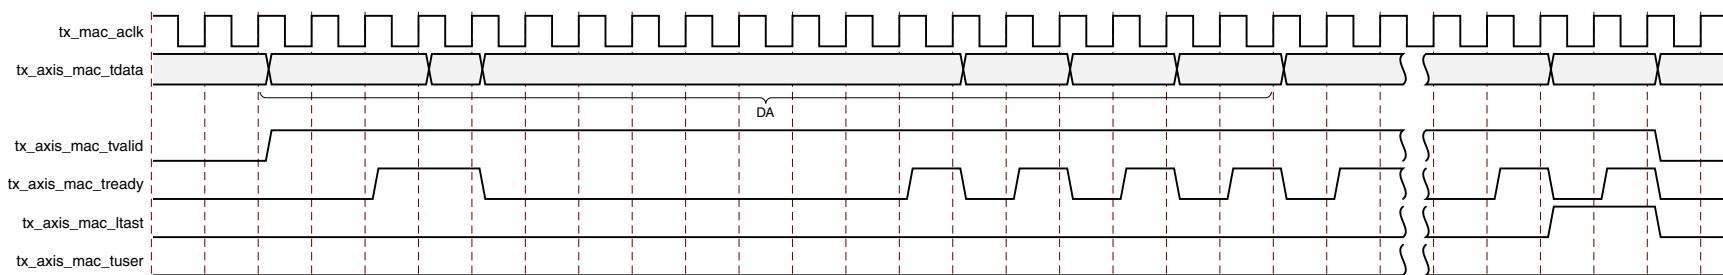 tx_mac_aclk
tx_axis_mac_tdata
DA
tx_axis_mac_tvalid
tx_axis_mac_tready
tx_axis_mac_ltast
tx_axis_mac_tuser